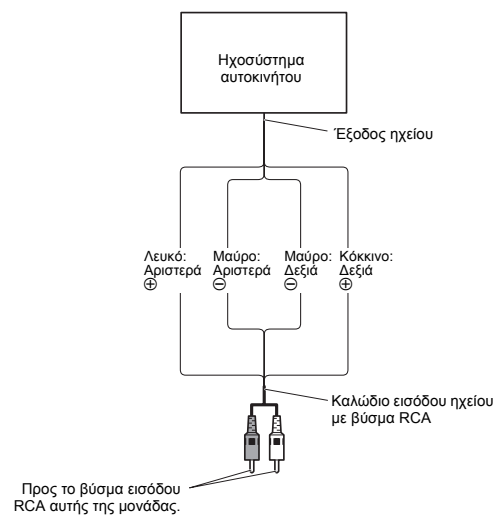 Ηχοσύστημα
αυτοκινήτου
Έξοδος ηχείου
Λευκό:
Αριστερά
⊕
Μαύρο:
Αριστερά
⊖
Μαύρο:
Δεξιά
⊖
Κόκκινο:
Δεξιά
⊕
Καλώδιο εισόδου ηχείου
με βύσμα RCA
Προς το βύσμα εισόδου
RCA αυτής της μονάδας.